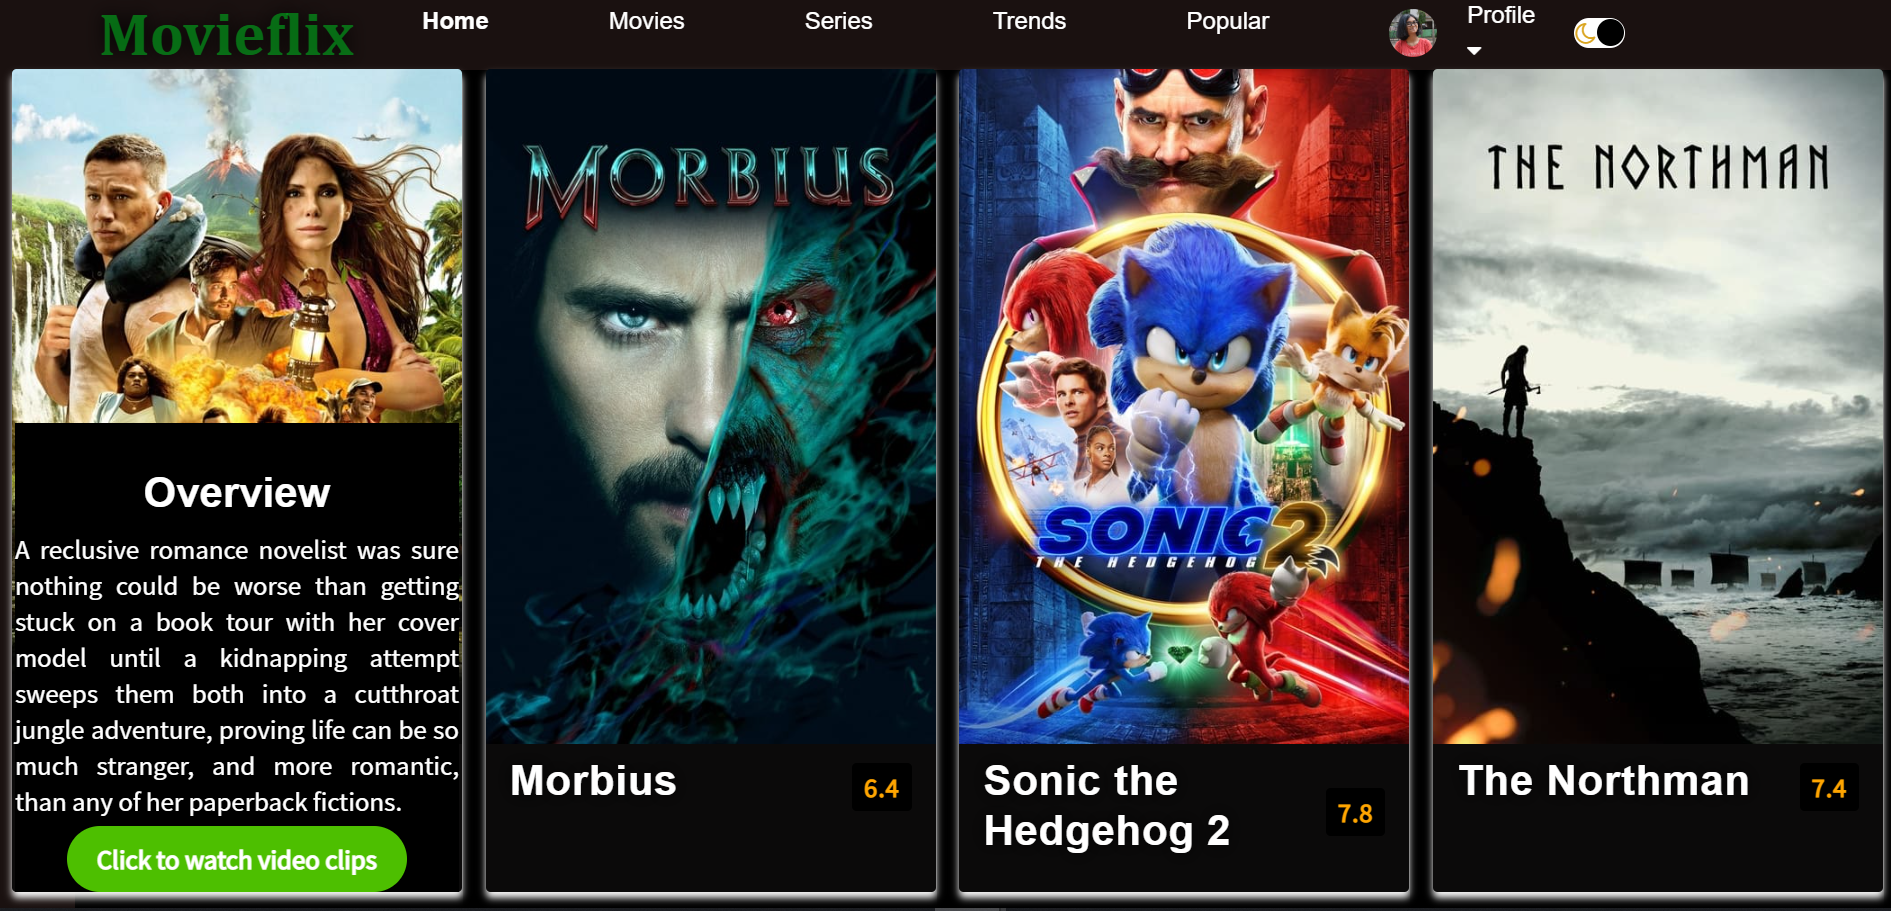 Movieflix
Home
Movies
Series
Trends
Popular
Profile
MORBIUS
THE NORTHMAN
SONIC 2
THE HEDGEHOG
Overview
A reclusive romance novelist was sure
nothing could be worse than getting
stuck on a book tour with her cover
model until a kidnapping attempt
sweeps them both into a cutthroat
jungle adventure, proving life can be so
much stranger, and more romantic,
than any of her paperback fictions.
Click to watch video clips
Morbius
6.4
Sonic the
Hedgehog 2
7.8
The Northman
7.4